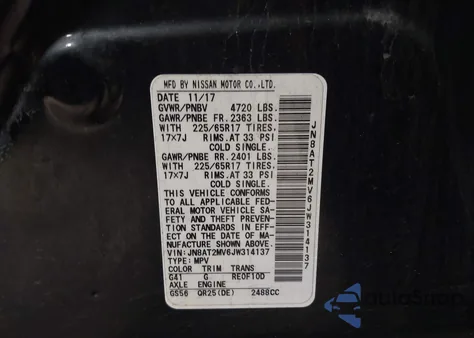 MFD BY NISSAN MOTOR CO.,LTD.
DATE 11/17
GVWR/PNBV 4720 LBS.
GAWR/PNBE FR. 2363 LBS.
WITH 225/65R17 TIRES.
17x7J RIMS. AT 33 PSI
COLD SINGLE.
GAWR/PNBE RR. 2401 LBS.
WITH 225/65R17 TIRES.
17x7J RIMS. AT 33 PSI
COLD SINGLE.
THIS VEHICLE CONFORMS
TO ALL APPLICABLE FED-
ERAL MOTOR VEHICLE SA-
FETY AND THEFT PREVEN-
TION STANDARDS IN EFF-
ECT ON THE DATE OF MA-
NUFACTURE SHOWN ABOVE.
VIN:JN8AT2MV6JW314137
TYPE:MPV
COLOR TRIM TRANS
G41 G RE0F10D
AXLE ENGINE
GS56 QR25(DE) 2488CC
JN8AT2MV6JW314137
AutoStrap